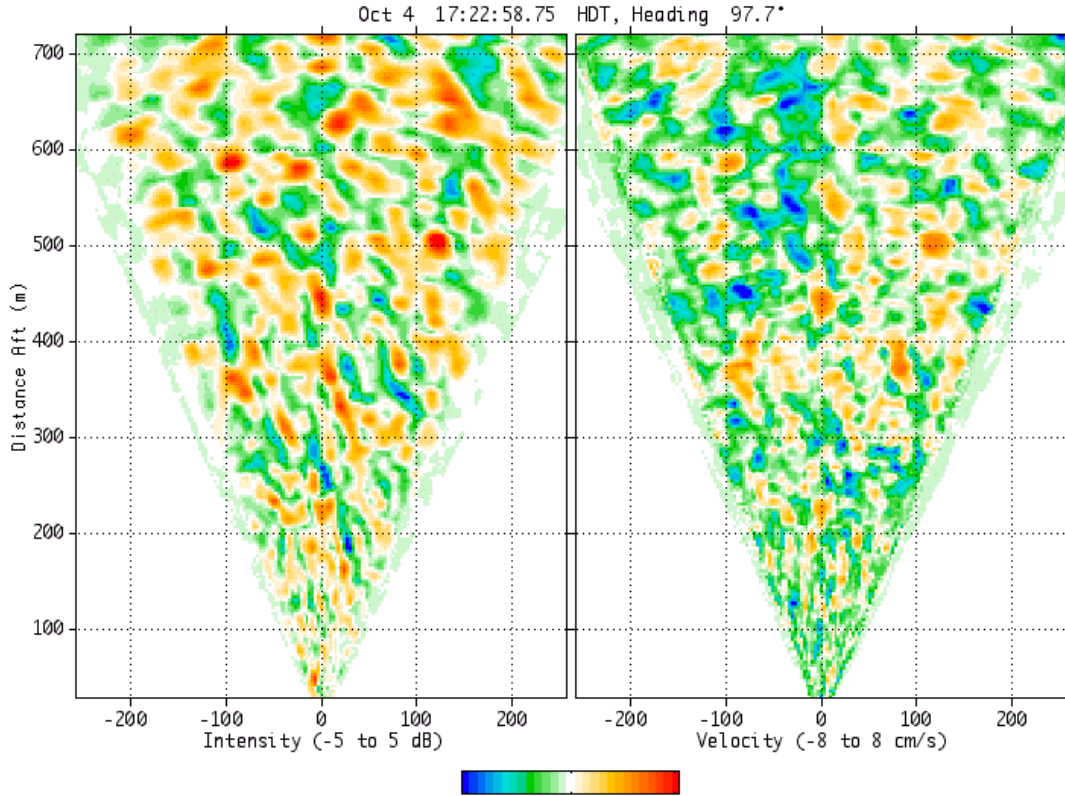 Oct 4 17:22:58.75 HDT, Heading 97.7°
700
600
500
400
300
200
100
Distance Aft (m)
-200 -100 0 100 200
-200 -100 0 100 200
Intensity (-5 to 5 dB)
Velocity (-8 to 8 cm/s)